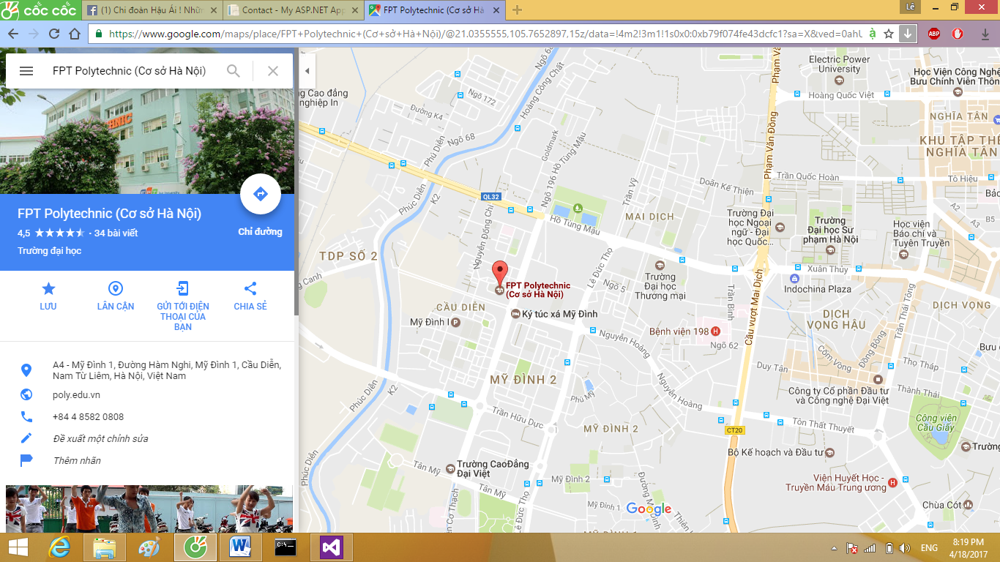 cốc cốc
(1) Chi đoàn Hậu Ái ! Nhữn
Contact - My ASP.NET App
FPT Polytechnic (Cơ sở Hà
Lê
https://www.google.com/maps/place/FPT+Polytechnic+(Cơ+sở+Hà+Nội)/@21.0355555,105.7652897,15z/data=!4m2!3m1!1s0x0:0xb79f074fe43dcfc1?sa=X&ved=0ahU
ABP
FPT Polytechnic (Cơ sở Hà Nội)
FPT Polytechnic (Cơ sở Hà Nội)
4,5 ★★★★★ · 34 bài viết
Trường đại học
Chỉ đường
LƯU
LÂN CẬN
GỬI TỚI ĐIỆN
THOẠI CỦA
BẠN
CHIA SẺ
A4 - Mỹ Đình 1, Đường Hàm Nghi, Mỹ Đình 1, Cầu Diễn,
Nam Từ Liêm, Hà Nội, Việt Nam
poly.edu.vn
+84 4 8582 0808
Đề xuất một chỉnh sửa
Thêm nhãn
ng Cao đẳng
nghiệp In
Ngõ 172
Đường K4
Ngõ 68
Hoàng Công Chất
Phú Diễn
Phúc Diễn
K2
QL32
Goldmark
Ngõ 196 Hồ Tùng Mậu
Hồ Tùng Mậu
Trần Vỹ
MAI DỊCH
Doãn Kế Thiện
Phạm Văn Đồng
Phạm Văn Đồng
Electric Power
University
Hoàng Quốc Việt
Học Viện Công Nghệ
Bưu Chính Viễn Thôn
NGHĨA TÂN
KHU TẬP THỂ
NGHĨA TÂN
Trần Quốc Hoàn
Tô Hiệu
Bảo
A2
B5
Trường Đại
học Ngoại
ngữ - Đại
học Quốc...
Trường
Đại học Sư
phạm Hà Nội
Học viện
Báo chí và
Tuyên Truyền
TDP SỐ 2
Nguyễn Đổng Chi
FPT Polytechnic
(Cơ sở Hà Nội)
CẦU DIỄN
Mỹ Đình I
Ký túc xá Mỹ Đình
Lê Đức Thọ
Ngõ 5
Trường
Đại học
Thương mại
Xuân Thủy
Indochina Plaza
Cầu vượt Mai Dịch
Trần Bình
Bệnh viện 198
Ngõ 62
DỊCH
VỌNG HẬU
DỊCH VỌNG
Trần Thái Tông
Nguyễn Hoàng
Nguyễn Hoàng
Duy Tân
Cốm Vòng
Đồng Bông
Thọ Tháp
Thành Thái
Bưu c
Công ty Cổ phần Đầu tư
và Công nghệ Đại Việt
Công viên
Cầu Giấy
Phúc Diễn
K2
MỸ ĐÌNH 2
Phú Mỹ
Trần Hữu Dực
MỸ ĐÌNH 2
CT20
Tôn Thất Thuyết
Bộ Kế hoạch và Đầu tư
Trường
Viện Huyết Học -
Truyền Máu Trung ương
Chùa Cót
Phúc Diễn
Trường CaoĐẳng
Đại Việt
Tân Mỹ
Tân Mỹ
Mỹ Đình 2
Mỹ Đình 1
Lê Đức Thọ
Google
ENG
8:19 PM
4/18/2017